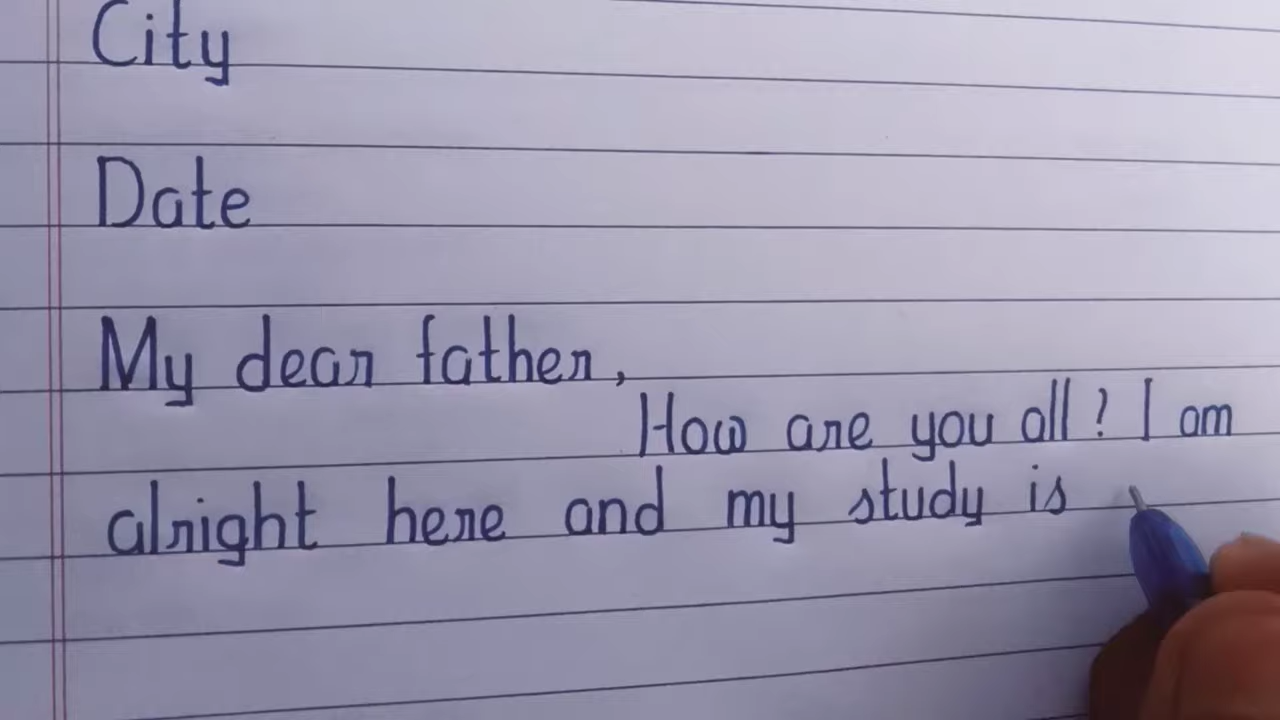 City
Date
My dear father,
How are you all? I am
alright here and my study is